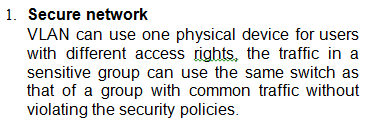 1. Secure network
VLAN can use one physical device for users
with different access rights, the traffic in a
sensitive group can use the same switch as
that of a group with common traffic without
violating the security policies.